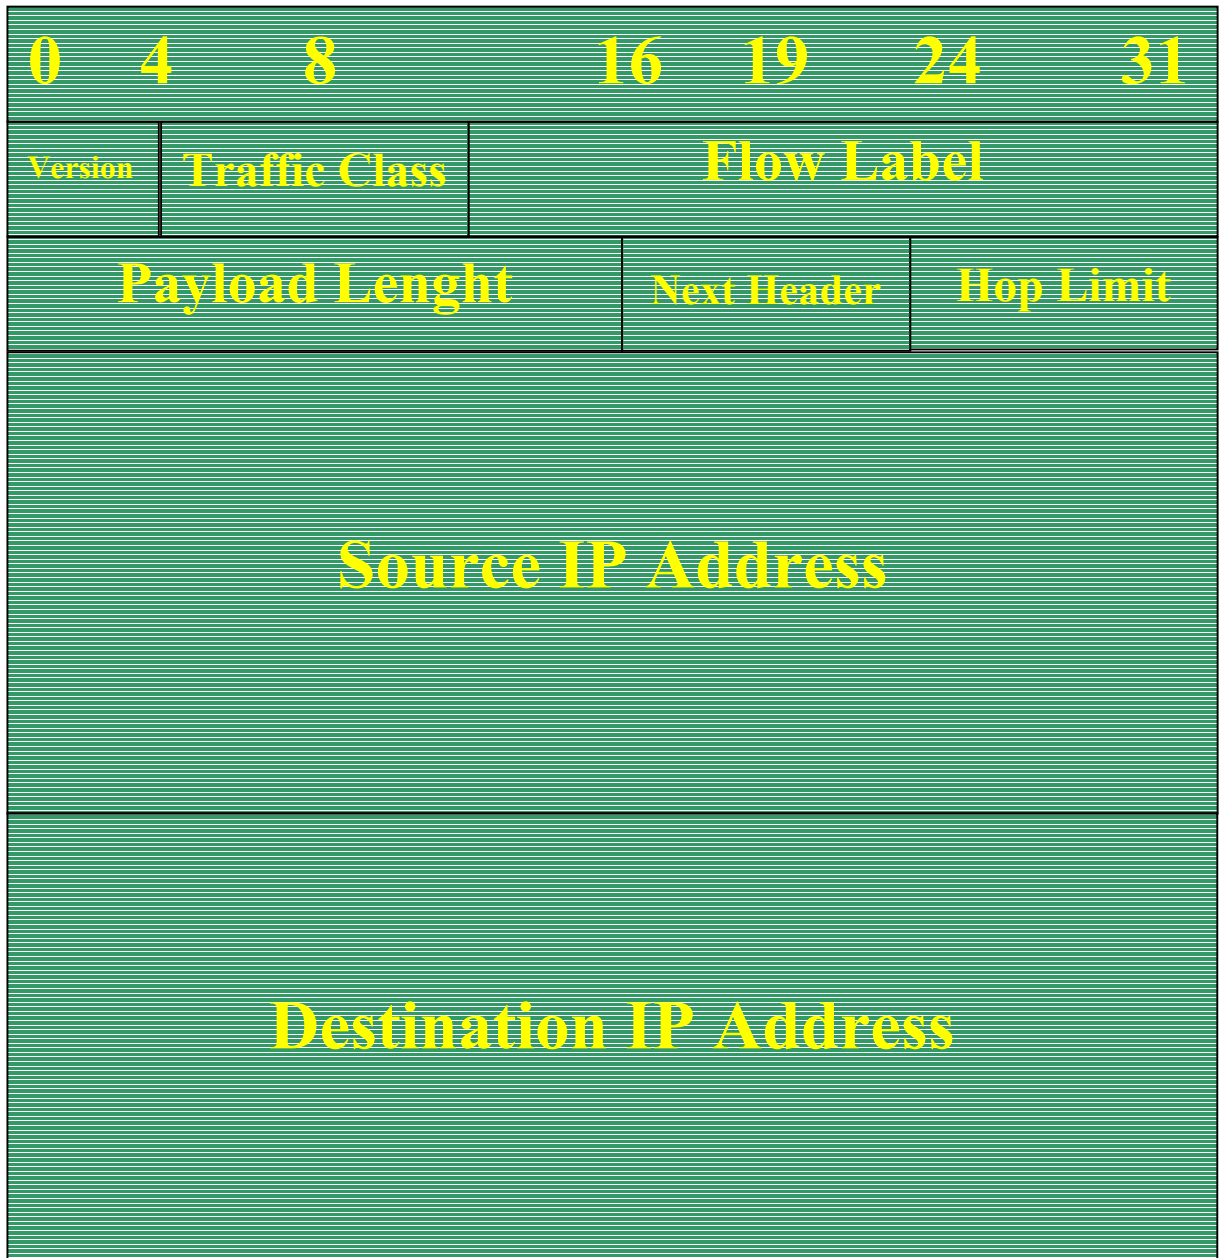 0 4 8 16 19 24 31
Version Traffic Class Flow Label
Payload Lenght Next Header Hop Limit
Source IP Address
Destination IP Address